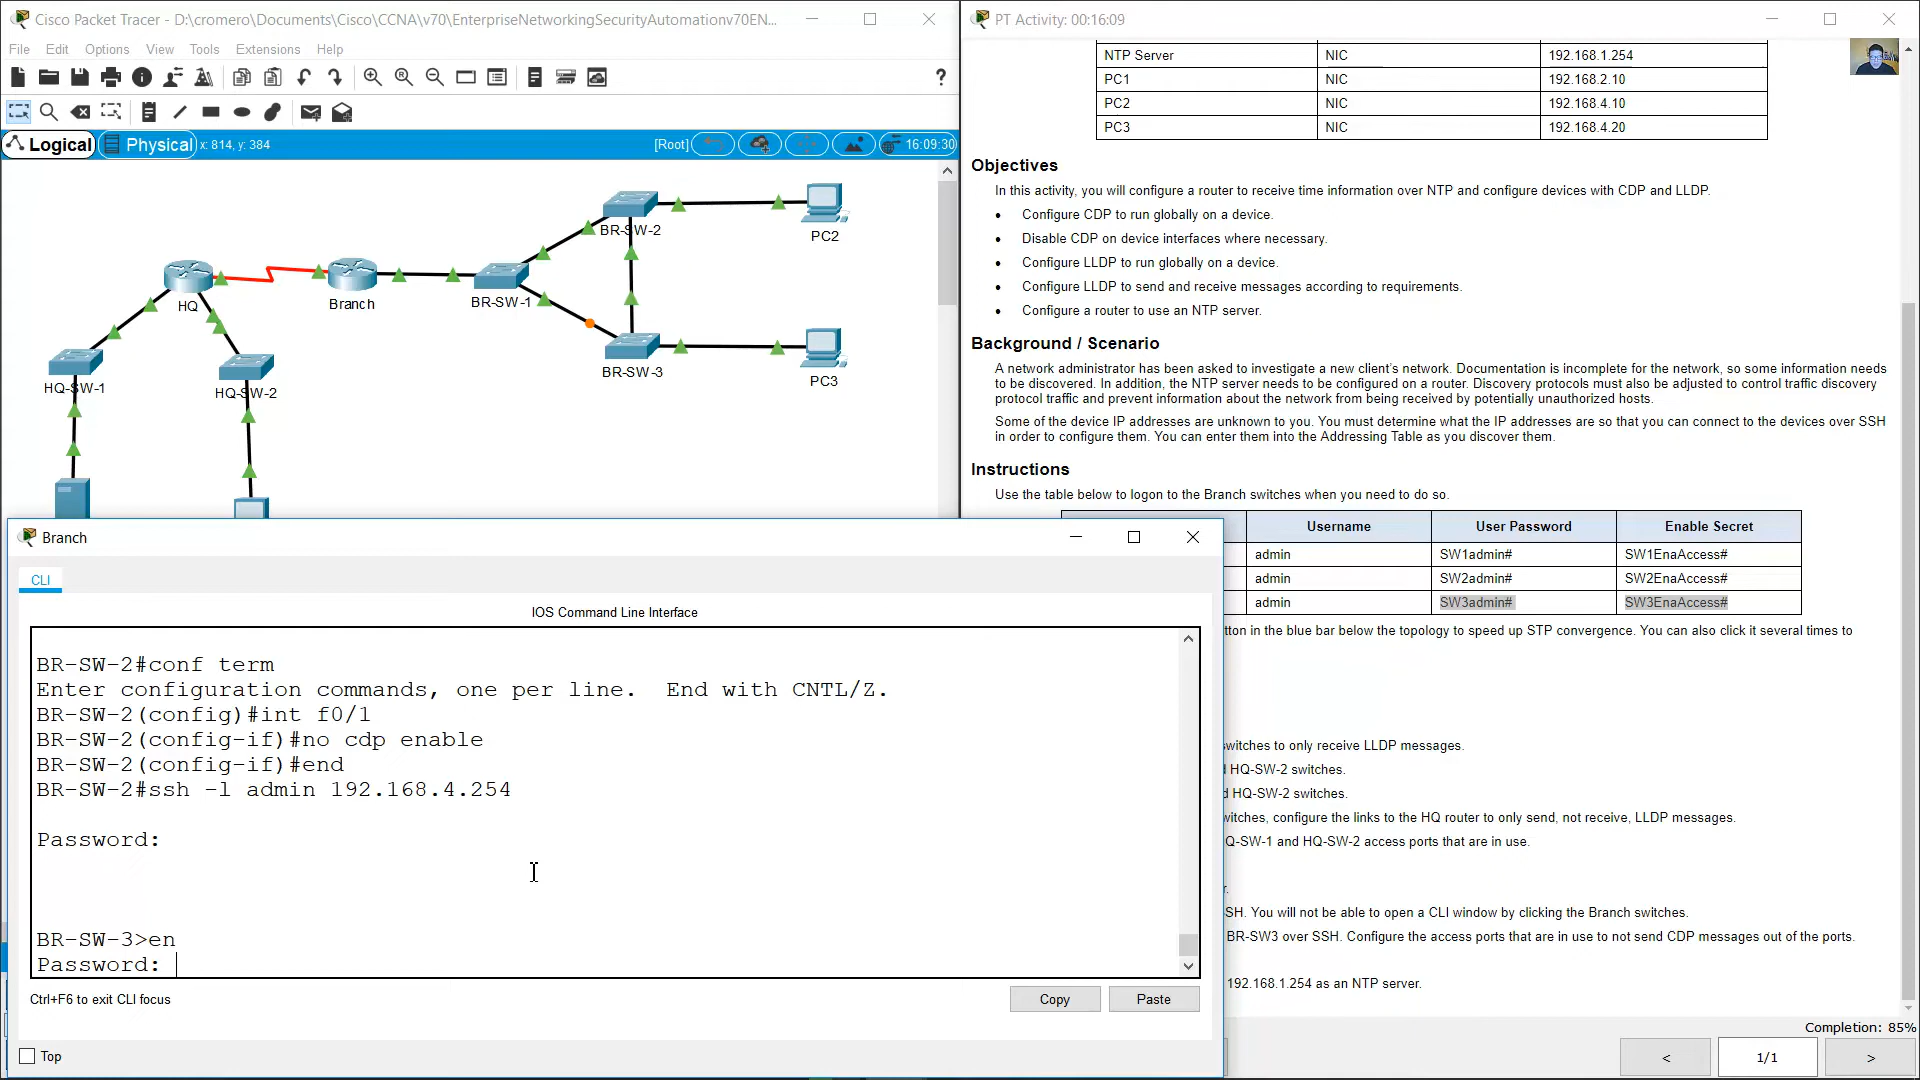 Cisco Packet Tracer - D:\cromero\Documents\Cisco\CCNA\v70\EnterpriseNetworkingSecurityAutomationv70EN...
File Edit Options View Tools Extensions Help
?
Logical Physical x: 814, y: 384 [Root] 16:09:30
BR-SW-2
PC2
HQ
Branch
BR-SW-1
BR-SW-3
PC3
HQ-SW-1
HQ-SW-2
PT Activity: 00:16:09
NTP Server NIC 192.168.1.254
PC1 NIC 192.168.2.10
PC2 NIC 192.168.4.10
PC3 NIC 192.168.4.20
Objectives
In this activity, you will configure a router to receive time information over NTP and configure devices with CDP and LLDP.
• Configure CDP to run globally on a device.
• Disable CDP on device interfaces where necessary.
• Configure LLDP to run globally on a device.
• Configure LLDP to send and receive messages according to requirements.
• Configure a router to use an NTP server.
Background / Scenario
A network administrator has been asked to investigate a new client's network. Documentation is incomplete for the network, so some information needs
to be discovered. In addition, the NTP server needs to be configured on a router. Discovery protocols must also be adjusted to control traffic discovery
protocol traffic and prevent information about the network from being received by potentially unauthorized hosts.
Some of the device IP addresses are unknown to you. You must determine what the IP addresses are so that you can connect to the devices over SSH
in order to configure them. You can enter them into the Addressing Table as you discover them.
Instructions
Use the table below to logon to the Branch switches when you need to do so.
Username User Password Enable Secret
admin SW1admin# SW1EnaAccess#
admin SW2admin# SW2EnaAccess#
admin SW3admin# SW3EnaAccess#
tton in the blue bar below the topology to speed up STP convergence. You can also click it several times to
witches to only receive LLDP messages.
d HQ-SW-2 switches.
d HQ-SW-2 switches.
witches, configure the links to the HQ router to only send, not receive, LLDP messages.
Q-SW-1 and HQ-SW-2 access ports that are in use.
r.
SH. You will not be able to open a CLI window by clicking the Branch switches.
BR-SW3 over SSH. Configure the access ports that are in use to not send CDP messages out of the ports.
192.168.1.254 as an NTP server.
Completion: 85%
< 1/1 >
Branch
CLI
IOS Command Line Interface
BR-SW-2#conf term
Enter configuration commands, one per line. End with CNTL/Z.
BR-SW-2(config)#int f0/1
BR-SW-2(config-if)#no cdp enable
BR-SW-2(config-if)#end
BR-SW-2#ssh -l admin 192.168.4.254
Password:
BR-SW-3>en
Password:
Ctrl+F6 to exit CLI focus
Copy Paste
Top